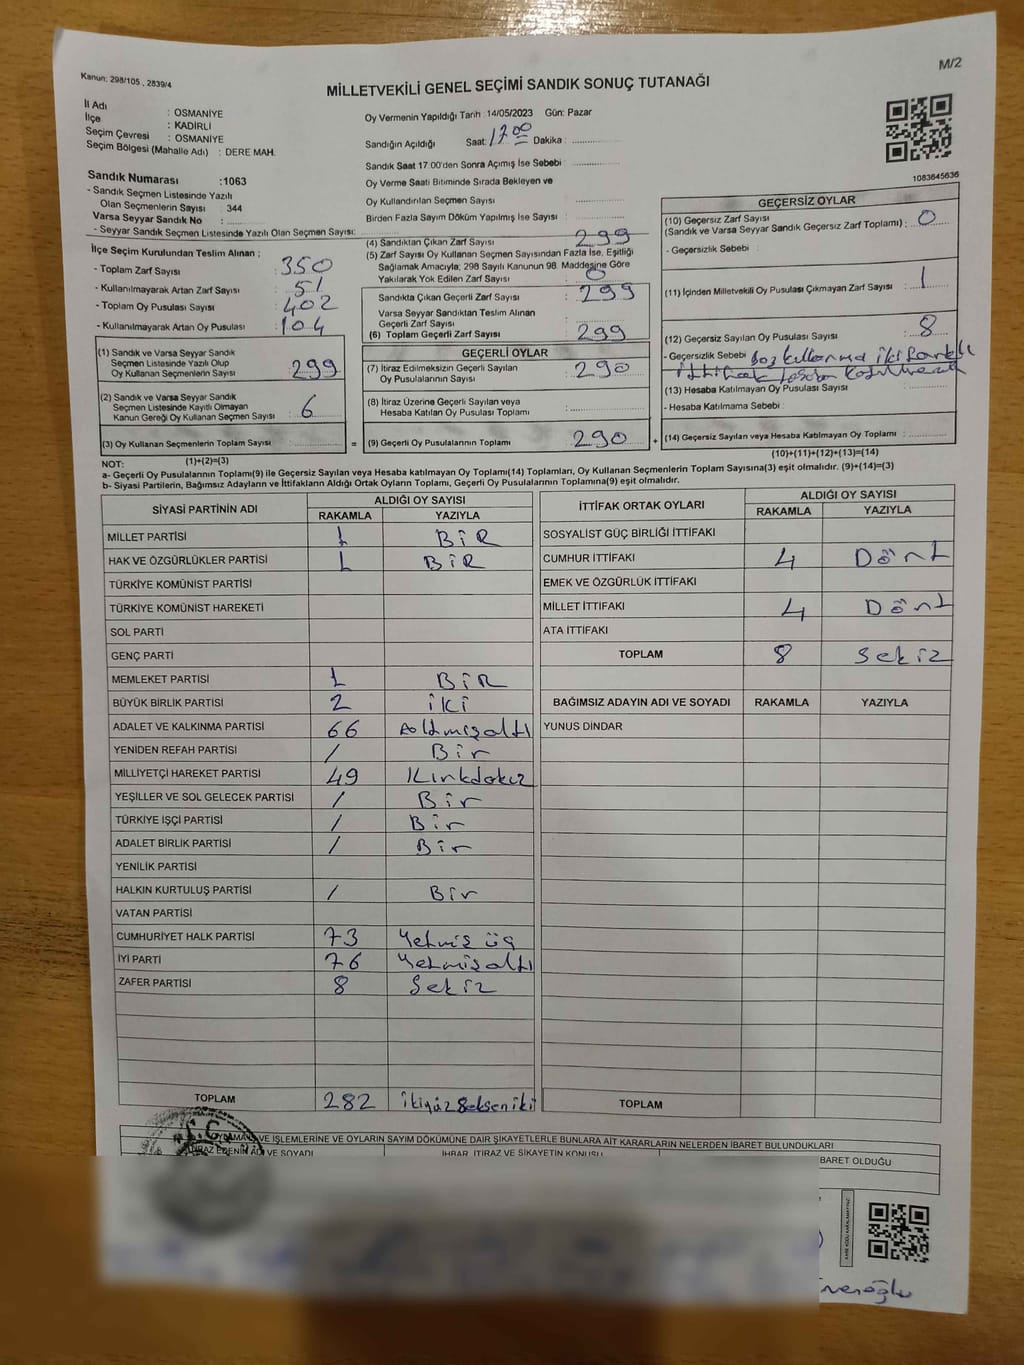 M/2
Kanun: 298/105 , 2839/4
MİLLETVEKİLİ GENEL SEÇİMİ SANDIK SONUÇ TUTANAĞI
İl Adı : OSMANİYE
İlçe : KADİRLİ
Seçim Çevresi : OSMANİYE
Seçim Bölgesi (Mahalle Adı) : DERE MAH.
Sandık Numarası :1063
- Sandık Seçmen Listesinde Yazılı
Olan Seçmenlerin Sayısı : 344
Varsa Seyyar Sandık No :
- Seyyar Sandık Seçmen Listesinde Yazılı Olan Seçmen Sayısı:
Oy Vermenin Yapıldığı Tarih :14/05/2023 Gün: Pazar
Sandığın Açıldığı Saat: 17 00 Dakika :
Sandık Saat 17:00'den Sonra Açımış İse Sebebi :
Oy Verme Saati Bitiminde Sırada Bekleyen ve
Oy Kullandırılan Seçmen Sayısı :
Birden Fazla Sayım Döküm Yapılmış İse Sayısı :
1083645636
İlçe Seçim Kurulundan Teslim Alınan ;
- Toplam Zarf Sayısı : 350
- Kullanılmayarak Artan Zarf Sayısı : 51
- Toplam Oy Pusulası Sayısı : 402
- Kullanılmayarak Artan Oy Pusulası : 104
(1) Sandık ve Varsa Seyyar Sandık
Seçmen Listesinde Yazılı Olup
Oy Kullanan Seçmenlerin Sayısı : 299
(2) Sandık ve Varsa Seyyar Sandık
Seçmen Listesinde Kayıtlı Olmayan
Kanun Gereği Oy Kullanan Seçmen Sayısı : 6
(3) Oy Kullanan Seçmenlerin Toplam Sayısı :
(1)+(2)=(3)
(4) Sandıktan Çıkan Zarf Sayısı : 299
(5) Zarf Sayısı Oy Kullanan Seçmen Sayısından Fazla İse, Eşitliği
Sağlamak Amacıyla; 298 Sayılı Kanunun 98. Maddesine Göre
Yakılarak Yok Edilen Zarf Sayısı : 0
Sandıkta Çıkan Geçerli Zarf Sayısı : 299
Varsa Seyyar Sandıktan Teslim Alınan
Geçerli Zarf Sayısı :
(6) Toplam Geçerli Zarf Sayısı : 299
GEÇERLİ OYLAR
(7) İtiraz Edilmeksizin Geçerli Sayılan
Oy Pusulalarının Sayısı : 290
(8) İtiraz Üzerine Geçerli Sayılan veya
Hesaba Katılan Oy Pusulası Toplamı :
= (9) Geçerli Oy Pusulalarının Toplamı : 290 +
GEÇERSİZ OYLAR
(10) Geçersiz Zarf Sayısı
(Sandık ve Varsa Seyyar Sandık Geçersiz Zarf Toplamı) : 0
- Geçersizlik Sebebi :
(11) İçinden Milletvekili Oy Pusulası Çıkmayan Zarf Sayısı : 1
(12) Geçersiz Sayılan Oy Pusulası Sayısı : 8
- Geçersizlik Sebebi : Boş kullanma iki
(13) Hesaba Katılmayan Oy Pusulası Sayısı :
- Hesaba Katılmama Sebebi :
(14) Geçersiz Sayılan veya Hesaba Katılmayan Oy Toplamı :
(10)+(11)+(12)+(13)=(14)
NOT:
a- Geçerli Oy Pusulalarının Toplamı(9) ile Geçersiz Sayılan veya Hesaba katılmayan Oy Toplamı(14) Toplamları, Oy Kullanan Seçmenlerin Toplam Sayısına(3) eşit olmalıdır. (9)+(14)=(3)
b- Siyasi Partilerin, Bağımsız Adayların ve İttifakların Aldığı Ortak Oyların Toplamı, Geçerli Oy Pusulalarının Toplamına(9) eşit olmalıdır.
SİYASİ PARTİNİN ADI ALDIĞI OY SAYISI
RAKAMLA YAZIYLA
MİLLET PARTİSİ 1 BİR
HAK VE ÖZGÜRLÜKLER PARTİSİ 1 BİR
TÜRKİYE KOMÜNİST PARTİSİ
TÜRKİYE KOMÜNİST HAREKETİ
SOL PARTİ
GENÇ PARTİ
MEMLEKET PARTİSİ 1 BİR
BÜYÜK BİRLİK PARTİSİ 2 iki
ADALET VE KALKINMA PARTİSİ 66 Altmışaltı
YENİDEN REFAH PARTİSİ 1 Bir
MİLLİYETÇİ HAREKET PARTİSİ 49 Kırkdokuz
YEŞİLLER VE SOL GELECEK PARTİSİ 1 Bir
TÜRKİYE İŞÇİ PARTİSİ 1 Bir
ADALET BİRLİK PARTİSİ 1 Bir
YENİLİK PARTİSİ
HALKIN KURTULUŞ PARTİSİ 1 Bir
VATAN PARTİSİ
CUMHURİYET HALK PARTİSİ 73 Yetmiş üç
İYİ PARTİ 76 Yetmişaltı
ZAFER PARTİSİ 8 Sekiz
TOPLAM 282 ikiyüzSekseniki
İTTİFAK ORTAK OYLARI ALDIĞI OY SAYISI
RAKAMLA YAZIYLA
SOSYALİST GÜÇ BİRLİĞİ İTTİFAKI
CUMHUR İTTİFAKI 4 Dört
EMEK VE ÖZGÜRLÜK İTTİFAKI
MİLLET İTTİFAKI 4 Dört
ATA İTTİFAKI
TOPLAM 8 Sekiz
BAĞIMSIZ ADAYIN ADI VE SOYADI RAKAMLA YAZIYLA
YUNUS DİNDAR
TOPLAM
T.C.
VE İŞLEMLERİNE VE OYLARIN SAYIM DÖKÜMÜNE DAİR ŞİKAYETLERLE BUNLARA AİT KARARLARIN NELERDEN İBARET BULUNDUKLARI
İTİRAZ EDENİN ADI VE SOYADI İHBAR, İTİRAZ VE ŞİKAYETİN KONUSU BARET OLDUĞU